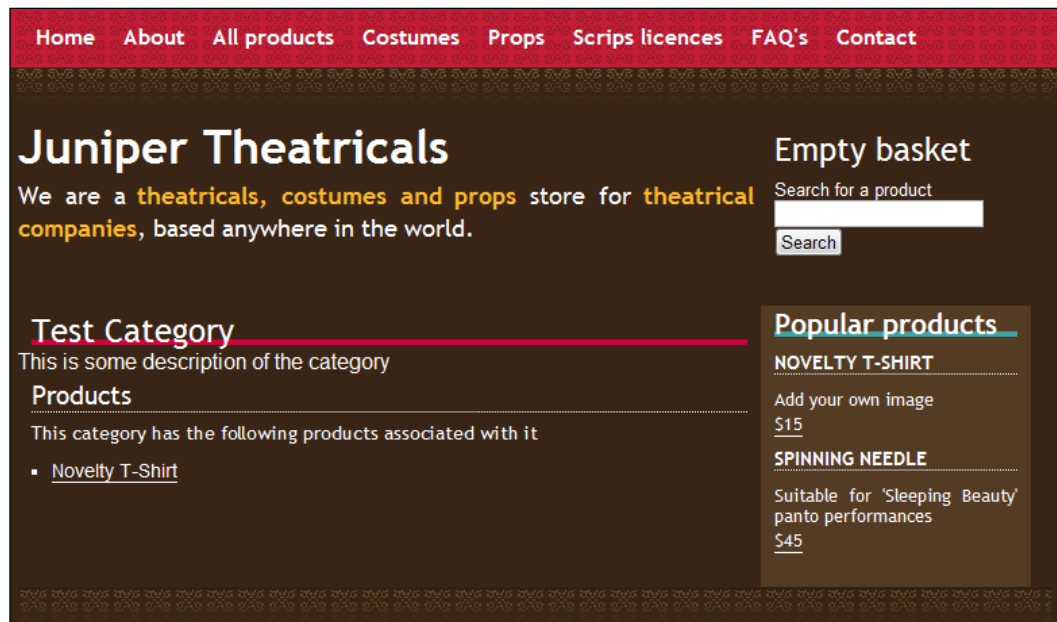 Home About All products Costumes Props Scrips licences FAQ's Contact
Juniper Theatricals
We are a theatricals, costumes and props store for theatrical
companies, based anywhere in the world.
Empty basket
Search for a product
Search
Test Category
This is some description of the category
Products
This category has the following products associated with it
Novelty T-Shirt
Popular products
NOVELTY T-SHIRT
Add your own image
$15
SPINNING NEEDLE
Suitable for 'Sleeping Beauty'
panto performances
$45